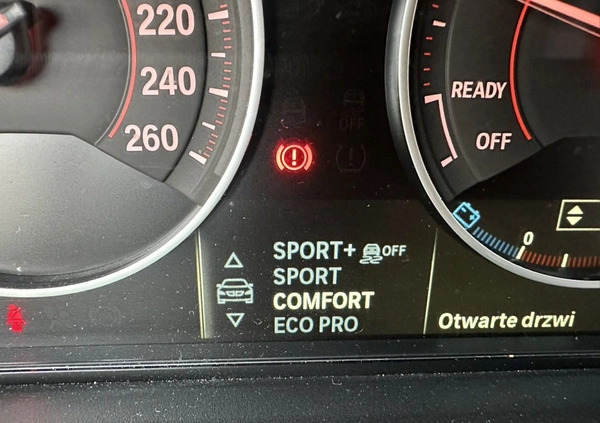 220
240
260
READY
OFF
OFF
0
SPORT+ OFF
SPORT
COMFORT
ECO PRO
Otwarte drzwi